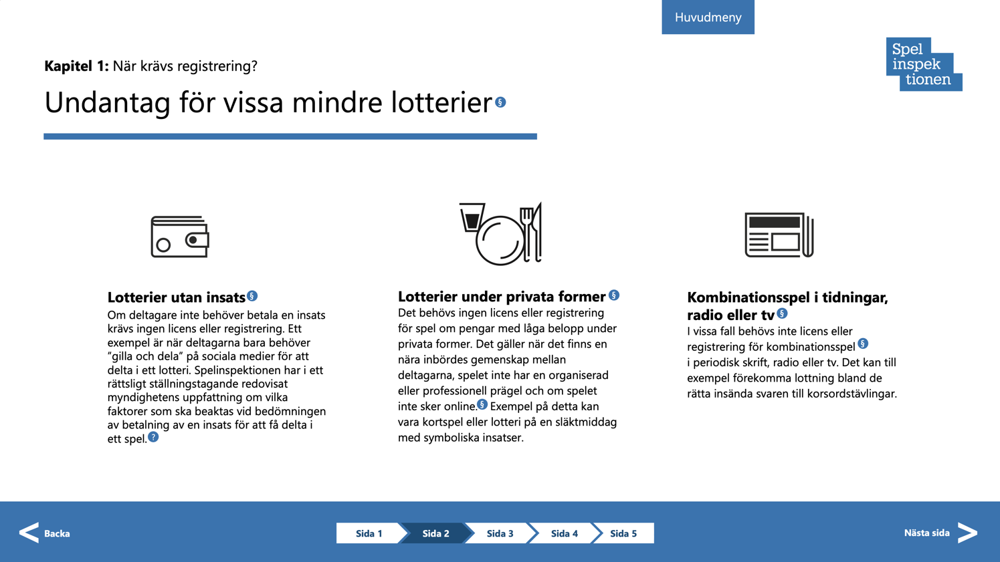 Huvudmeny
Spel
inspek
tionen
Kapitel 1: När krävs registrering?
Undantag för vissa mindre lotterier §
Lotterier utan insats §
Om deltagare inte behöver betala en insats
krävs ingen licens eller registrering. Ett
exempel är när deltagarna bara behöver
”gilla och dela” på sociala medier för att
delta i ett lotteri. Spelinspektionen har i ett
rättsligt ställningstagande redovisat
myndighetens uppfattning om vilka
faktorer som ska beaktas vid bedömningen
av betalning av en insats för att få delta i
ett spel. ?
Lotterier under privata former §
Det behövs ingen licens eller registrering
för spel om pengar med låga belopp under
privata former. Det gäller när det finns en
nära inbördes gemenskap mellan
deltagarna, spelet inte har en organiserad
eller professionell prägel och om spelet
inte sker online. § Exempel på detta kan
vara kortspel eller lotteri på en släktmiddag
med symboliska insatser.
Kombinationsspel i tidningar,
radio eller tv §
I vissa fall behövs inte licens eller
registrering för kombinationsspel §
i periodisk skrift, radio eller tv. Det kan till
exempel förekomma lottning bland de
rätta insända svaren till korsordstävlingar.
Backa
Sida 1
Sida 2
Sida 3
Sida 4
Sida 5
Nästa sida